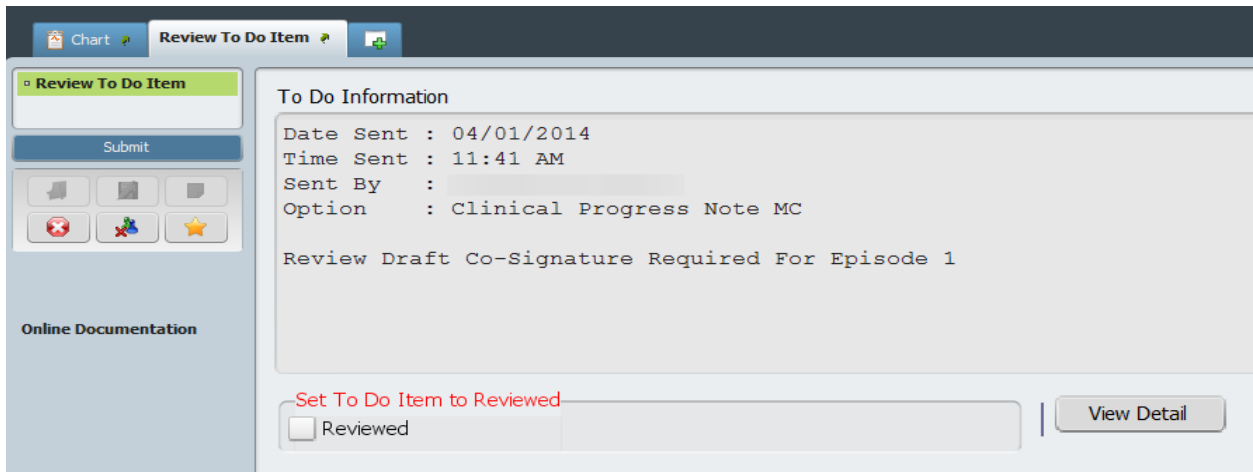 Chart
Review To Do Item
Review To Do Item
Submit
Online Documentation
To Do Information
Date Sent : 04/01/2014
Time Sent : 11:41 AM
Sent By :
Option : Clinical Progress Note MC
Review Draft Co-Signature Required For Episode 1
Set To Do Item to Reviewed
Reviewed
View Detail